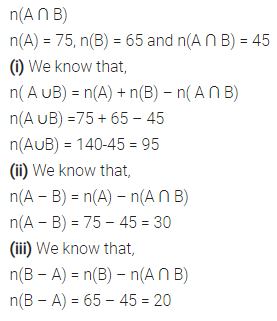 n(A ∩ B)
n(A) = 75, n(B) = 65 and n(A ∩ B) = 45
(i) We know that,
n( A ∪B) = n(A) + n(B) – n( A ∩ B)
n(A ∪B) =75 + 65 – 45
n(A∪B) = 140-45 = 95
(ii) We know that,
n(A – B) = n(A) – n(A ∩ B)
n(A – B) = 75 – 45 = 30
(iii) We know that,
n(B – A) = n(B) – n(A ∩ B)
n(B – A) = 65 – 45 = 20